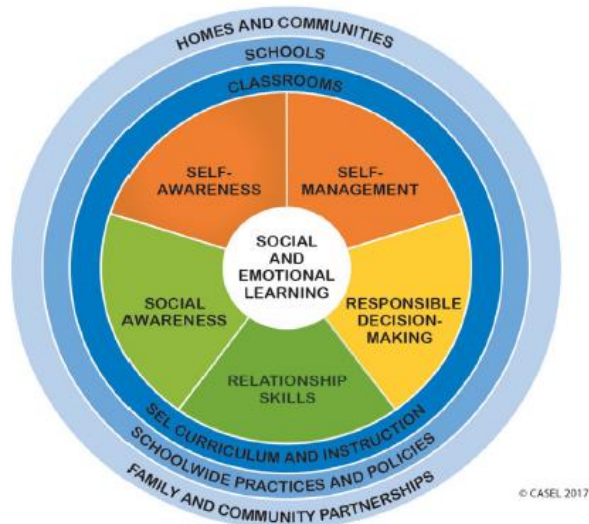 HOMES AND COMMUNITIES
SCHOOLS
CLASSROOMS
SELF-
AWARENESS
SELF-
MANAGEMENT
SOCIAL
AND
EMOTIONAL
LEARNING
SOCIAL
AWARENESS
RESPONSIBLE
DECISION-
MAKING
RELATIONSHIP
SKILLS
SEL CURRICULUM AND INSTRUCTION
SCHOOLWIDE PRACTICES AND POLICIES
FAMILY AND COMMUNITY PARTNERSHIPS
© CASEL 2017